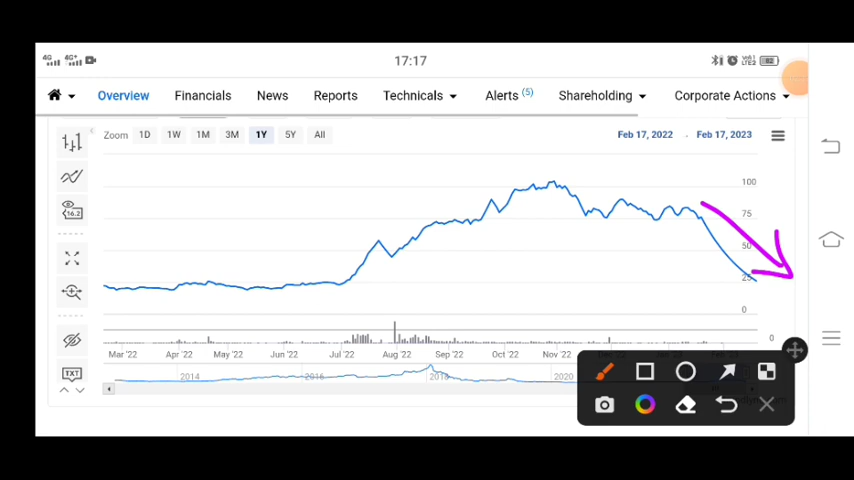 4G 4G+ 17:17 VoI) LTE2 82
Overview Financials News Reports Technicals Alerts (5) Shareholding Corporate Actions
Zoom 1D 1W 1M 3M 1Y 5Y All Feb 17, 2022 → Feb 17, 2023
100
16.2
75
50
25
0
0
Mar '22 Apr '22 May '22 Jun '22 Jul '22 Aug '22 Sep '22 Oct '22 Nov '22
TXT
2014 2016 2018 2020